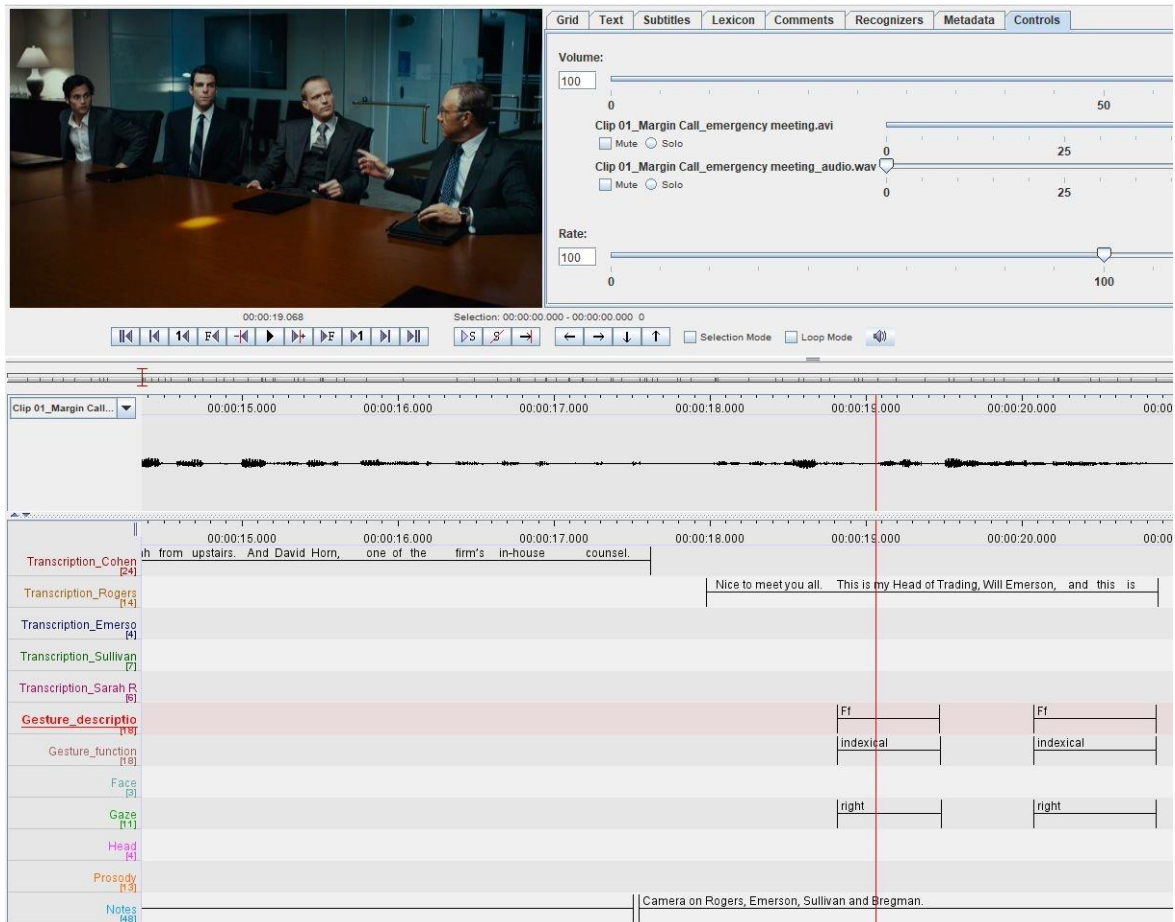 Grid Text Subtitles Lexicon Comments Recognizers Metadata Controls
Volume:
100
0 50
Clip 01_Margin Call_emergency meeting.avi
Mute Solo
0 25
Clip 01_Margin Call_emergency meeting_audio.wav
Mute Solo
0 25
Rate:
100
0 100
00:00:19.068 Selection: 00:00:00.000 - 00:00:00.000 0
1 F F 1 S S Selection Mode Loop Mode
Clip 01_Margin Call... 00:00:15.000 00:00:16.000 00:00:17.000 00:00:18.000 00:00:19.000 00:00:20.000 00:00
00:00:15.000 00:00:16.000 00:00:17.000 00:00:18.000 00:00:19.000 00:00:20.000 00:00
Transcription_Cohen from upstairs. And David Horn, one of the firm's in-house counsel.
[24]
Transcription_Rogers Nice to meet you all. This is my Head of Trading, Will Emerson, and this is
[14]
Transcription_Emerso
[4]
Transcription_Sullivan
[7]
Transcription_Sarah R
[6]
Gesture_descriptio Ff Ff
[18]
Gesture_function indexical indexical
[18]
Face
[3]
Gaze right right
[11]
Head
[4]
Prosody
[13]
Notes Camera on Rogers, Emerson, Sullivan and Bregman.
[48]